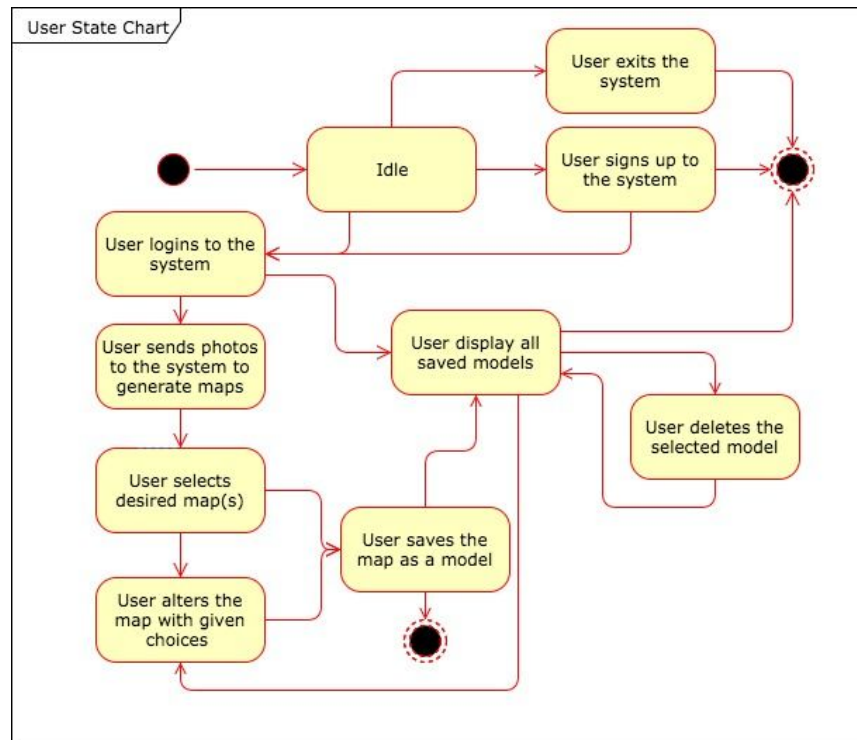 User State Chart
User exits the
system
Idle
User signs up to
the system
User logins to the
system
User sends photos
to the system to
generate maps
User display all
saved models
User deletes the
selected model
User selects
desired map(s)
User saves the
map as a model
User alters the
map with given
choices